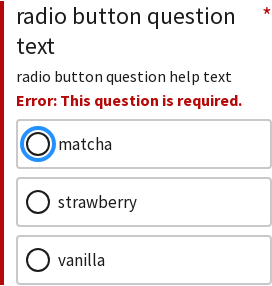 radio button question *
text
radio button question help text
Error: This question is required.
matcha
strawberry
vanilla